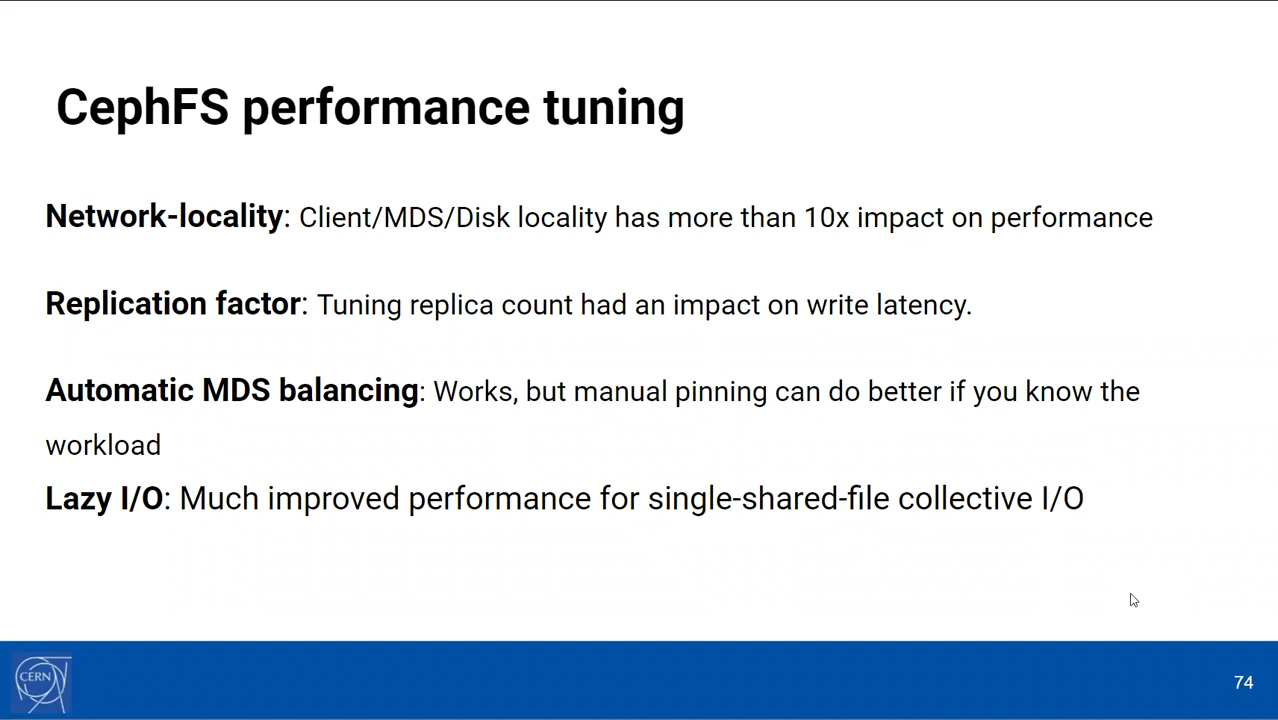 CephFS performance tuning
Network-locality: Client/MDS/Disk locality has more than 10x impact on performance
Replication factor: Tuning replica count had an impact on write latency.
Automatic MDS balancing: Works, but manual pinning can do better if you know the
workload
Lazy I/O: Much improved performance for single-shared-file collective I/O
CERN
74